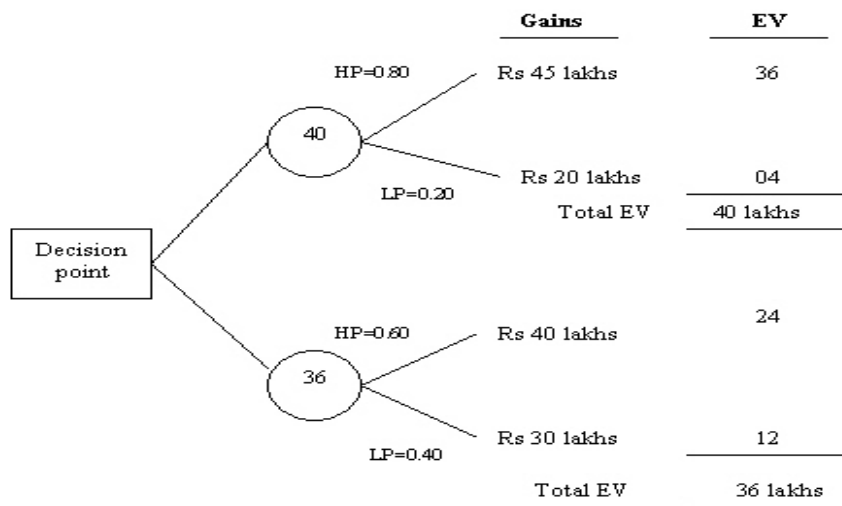 Gains EV
HP=0.80 Rs 45 lakhs 36
40
LP=0.20 Rs 20 lakhs 04
Total EV 40 lakhs
Decision
point
HP=0.60 Rs 40 lakhs 24
36
LP=0.40 Rs 30 lakhs 12
Total EV 36 lakhs